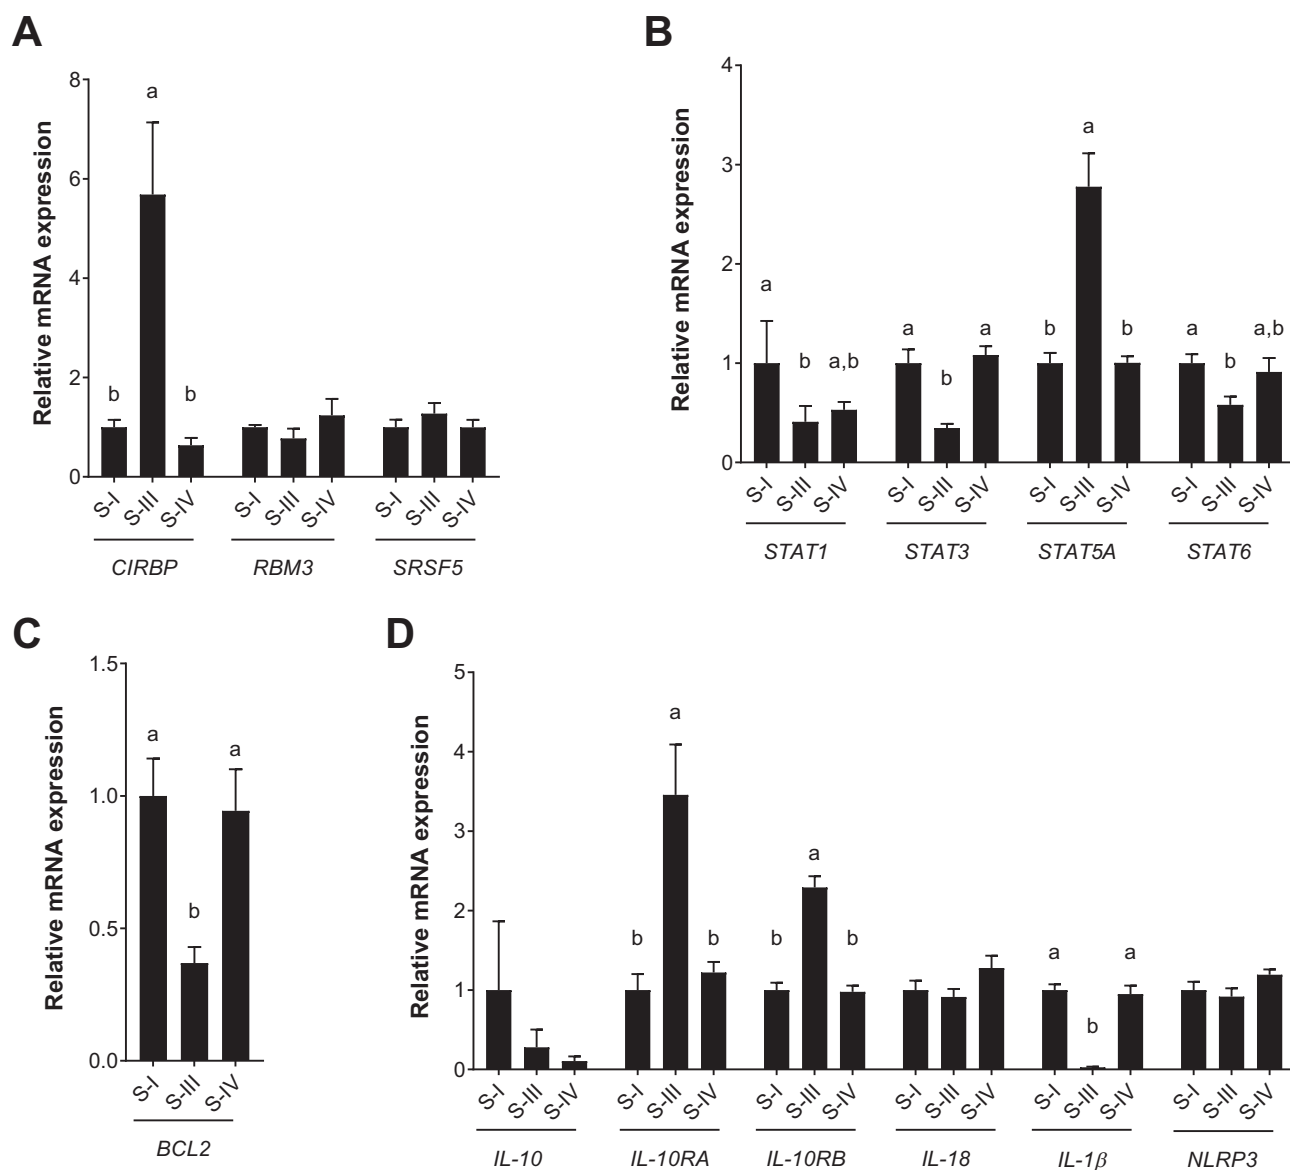 A
Relative mRNA expression
8
6
4
2
0
a
b
b
S-I
S-III
S-IV
S-I
S-III
S-IV
S-I
S-III
S-IV
CIRBP
RBM3
SRSF5
B
Relative mRNA expression
4
3
2
1
0
a
b
a,b
a
b
a
b
a
b
a
b
a,b
S-I
S-III
S-IV
S-I
S-III
S-IV
S-I
S-III
S-IV
S-I
S-III
S-IV
STAT1
STAT3
STAT5A
STAT6
C
Relative mRNA expression
1.5
1.0
0.5
0.0
a
b
a
S-I
S-III
S-IV
BCL2
D
Relative mRNA expression
5
4
3
2
1
0
b
a
b
b
a
b
a
b
a
S-I
S-III
S-IV
S-I
S-III
S-IV
S-I
S-III
S-IV
S-I
S-III
S-IV
S-I
S-III
S-IV
S-I
S-III
S-IV
IL-10
IL-10RA
IL-10RB
IL-18
IL-1β
NLRP3